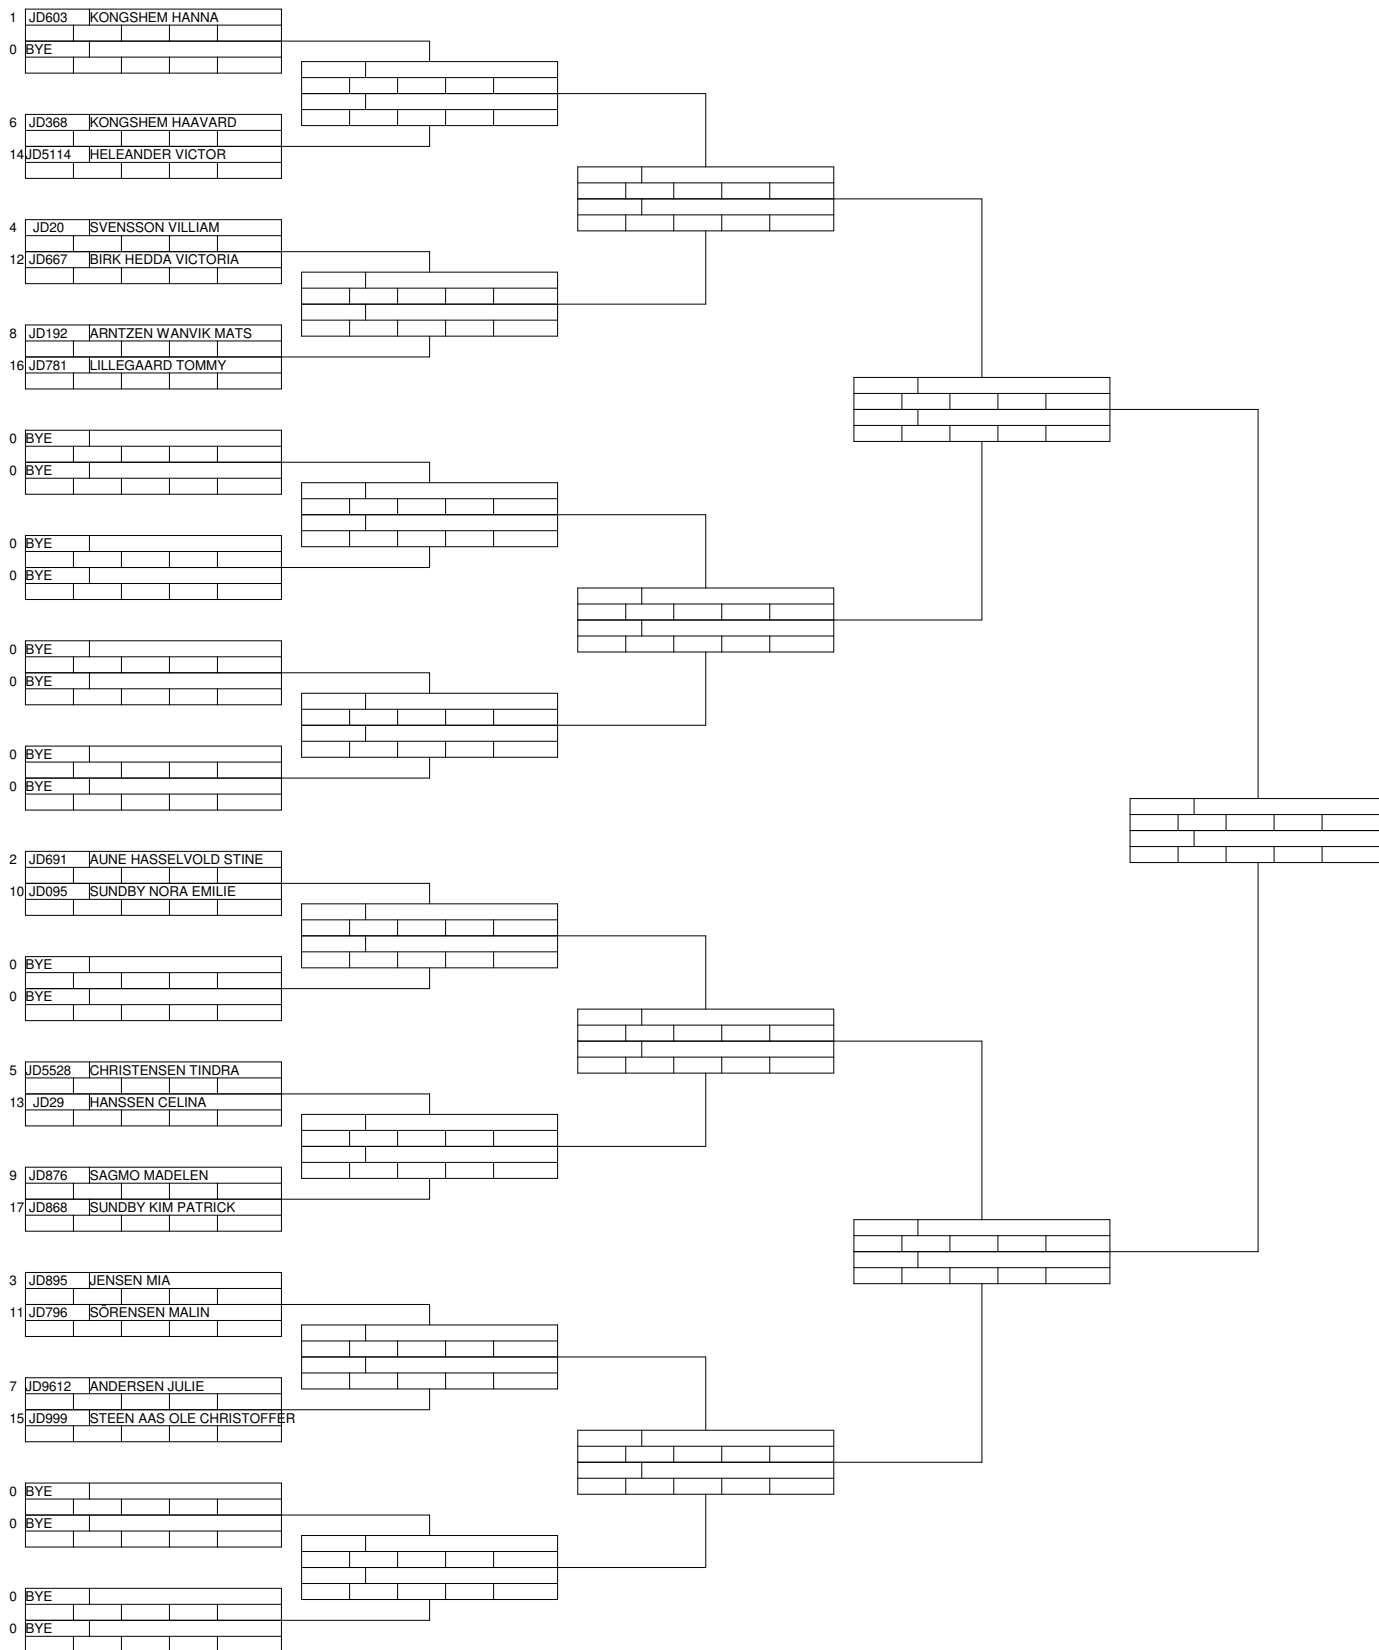 1 JD603 KONGSHEM HANNA
0 BYE
6 JD368 KONGSHEM HAAVARD
14 JD5114 HELEANDER VICTOR
4 JD20 SVENSSON VILLIAM
12 JD667 BIRK HEDDA VICTORIA
8 JD192 ARNTZEN WANVIK MATS
16 JD781 LILLEGAARD TOMMY
0 BYE
0 BYE
0 BYE
0 BYE
0 BYE
0 BYE
0 BYE
0 BYE
2 JD691 AUNE HASSELVOLD STINE
10 JD095 SUNDBY NORA EMILIE
0 BYE
0 BYE
5 JD5528 CHRISTENSEN TINDRA
13 JD29 HANSSEN CELINA
9 JD876 SAGMO MADELEN
17 JD868 SUNDBY KIM PATRICK
3 JD895 JENSEN MIA
11 JD796 SÖRENSEN MALIN
7 JD9612 ANDERSEN JULIE
15 JD999 STEEN AAS OLE CHRISTOFFER
0 BYE
0 BYE
0 BYE
0 BYE